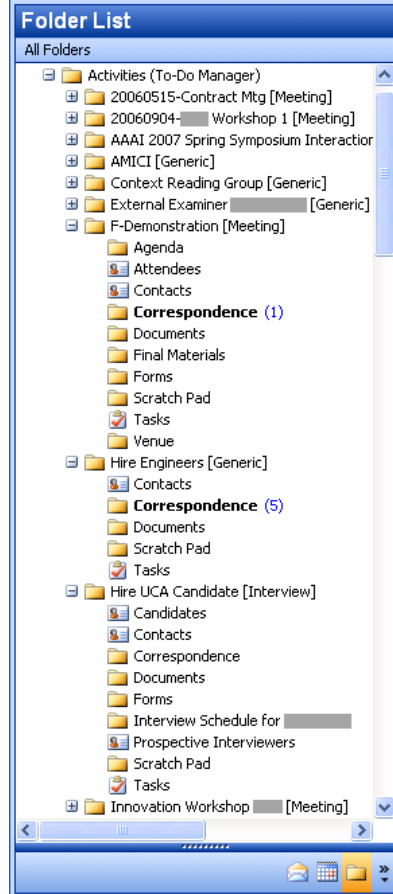 Folder List
All Folders
Activities (To-Do Manager)
20060515-Contract Mtg [Meeting]
20060904- Workshop 1 [Meeting]
AAAI 2007 Spring Symposium Interaction
AMICI [Generic]
Context Reading Group [Generic]
External Examiner [Generic]
F-Demonstration [Meeting]
Agenda
Attendees
Contacts
Correspondence (1)
Documents
Final Materials
Forms
Scratch Pad
Tasks
Venue
Hire Engineers [Generic]
Contacts
Correspondence (5)
Documents
Scratch Pad
Tasks
Hire UCA Candidate [Interview]
Candidates
Contacts
Correspondence
Documents
Forms
Interview Schedule for
Prospective Interviewers
Scratch Pad
Tasks
Innovation Workshop [Meeting]